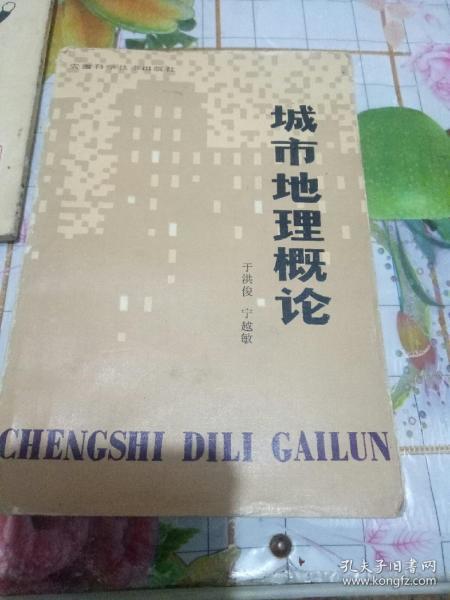 安徽科学技术出版社
城市地理概论
于洪俊 宁越敏
CHENGSHI DILI GAILUN
孔夫子旧书网
www.kongfz.com